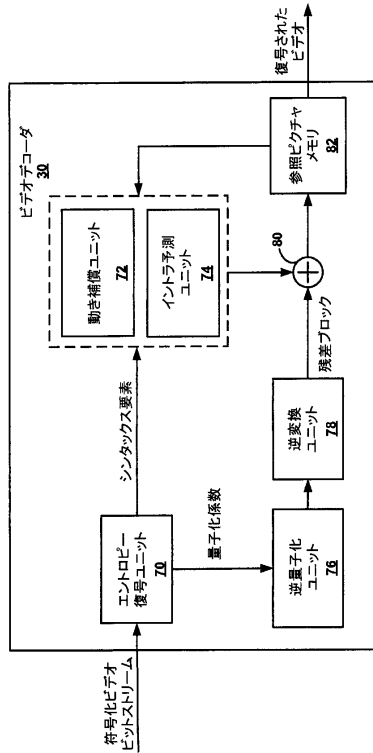 ビデオデコーダ
30
符号化ビデオ
ビットストリーム
エントロピー
復号ユニット
70
シンタックス要素
動き補償ユニット
72
イントラ予測
ユニット
74
量子化係数
逆量子化
ユニット
76
逆変換
ユニット
78
残差ブロック
80
参照ピクチャ
メモリ
82
復号された
ビデオ